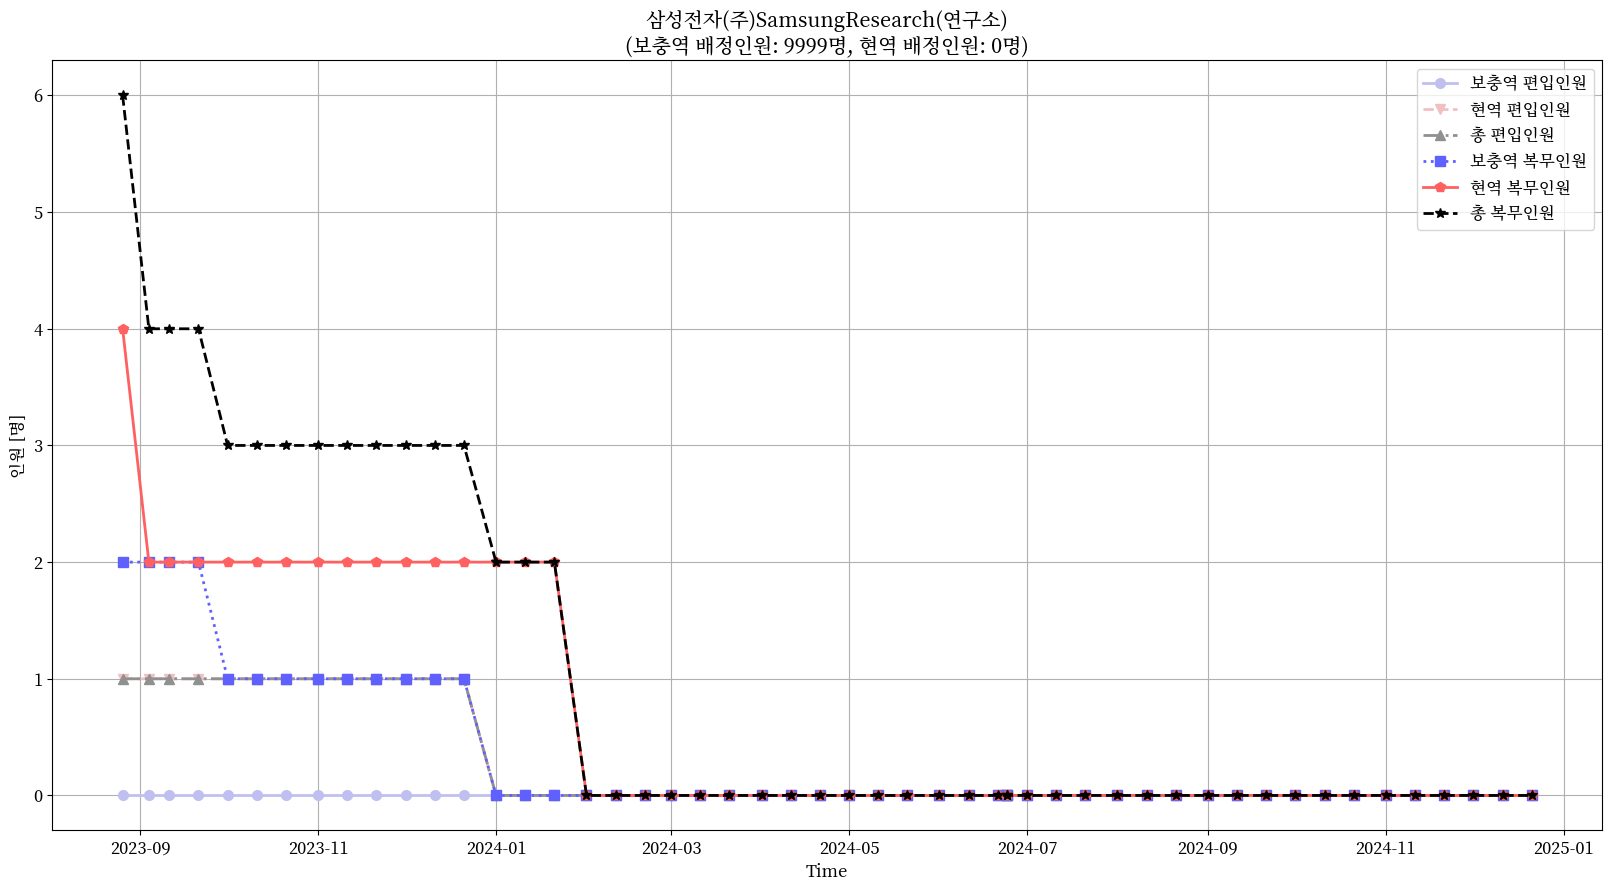 삼성전자(주)SamsungResearch(연구소)
(보충역 배정인원: 9999명, 현역 배정인원: 0명)
보충역 편입인원
현역 편입인원
총 편입인원
보충역 복무인원
현역 복무인원
총 복무인원
인원 [명]
6
5
4
3
2
1
0
2023-09 2023-11 2024-01 2024-03 2024-05 2024-07 2024-09 2024-11 2025-01
Time